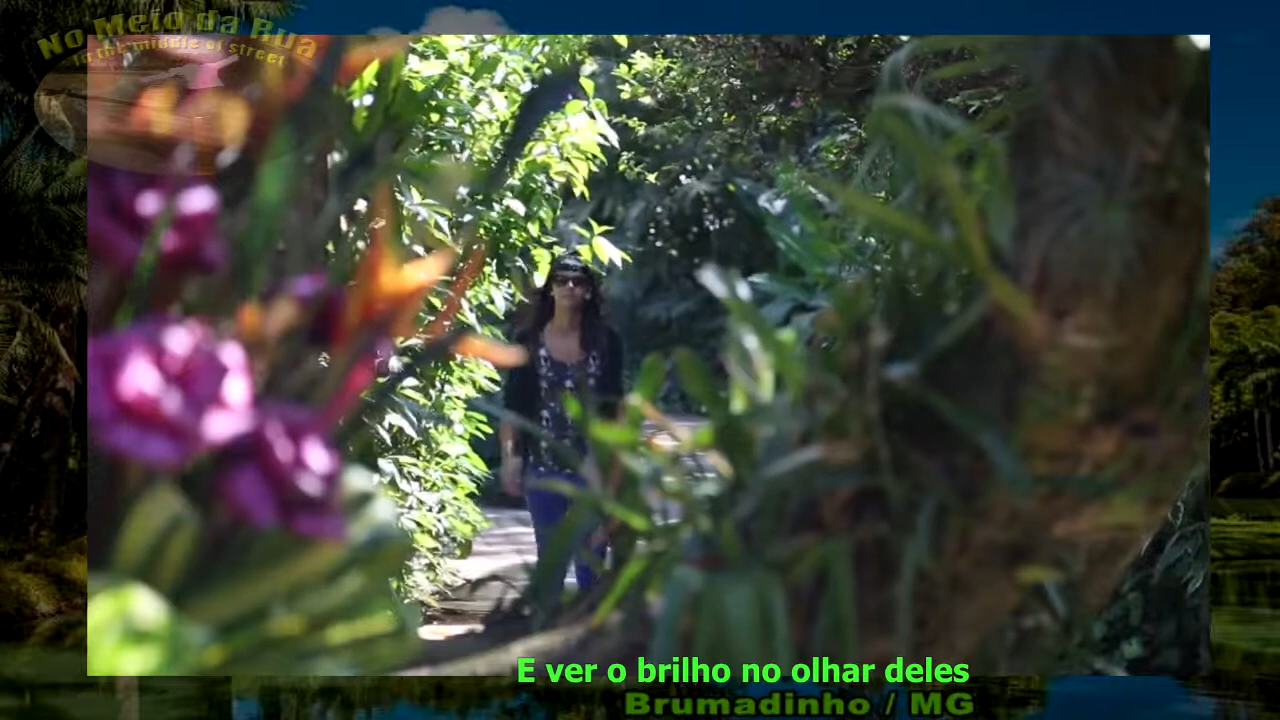 No Meio da Rua
In the middle of street
E ver o brilho no olhar deles
Brumadinho / MG